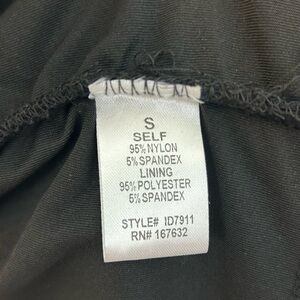 S
SELF
95% NYLON
5% SPANDEX
LINING
95% POLYESTER
5% SPANDEX
STYLE# ID7911
RN# 167632